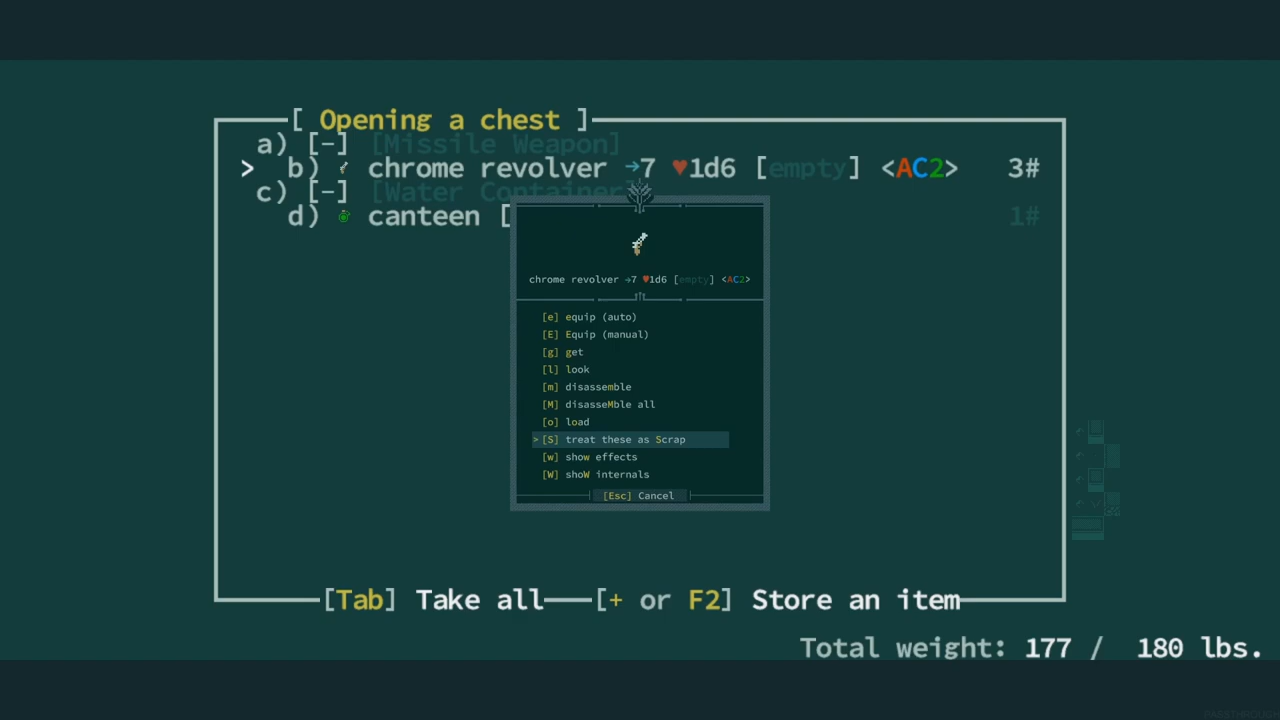 [ Opening a chest ]
a) [-] [Missile Weapon]
> b) chrome revolver →7 ♥1d6 [empty] <AC2> 3#
c) [-] [Water Container]
d) canteen [ 1#
chrome revolver →7 ♥1d6 [empty] <AC2>
[e] equip (auto)
[E] Equip (manual)
[g] get
[l] look
[m] disassemble
[M] disasseMble all
[o] load
> [S] treat these as Scrap
[w] show effects
[W] shoW internals
[Esc] Cancel
[Tab] Take all [+ or F2] Store an item
Total weight: 177 / 180 lbs.